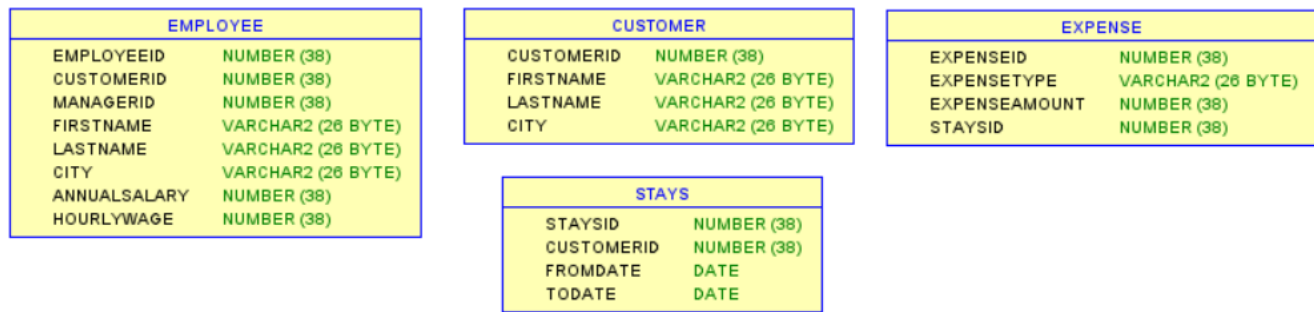 EMPLOYEE
EMPLOYEEID NUMBER (38)
CUSTOMERID NUMBER (38)
MANAGERID NUMBER (38)
FIRSTNAME VARCHAR2 (26 BYTE)
LASTNAME VARCHAR2 (26 BYTE)
CITY VARCHAR2 (26 BYTE)
ANNUALSALARY NUMBER (38)
HOURLYWAGE NUMBER (38)
CUSTOMER
CUSTOMERID NUMBER (38)
FIRSTNAME VARCHAR2 (26 BYTE)
LASTNAME VARCHAR2 (26 BYTE)
CITY VARCHAR2 (26 BYTE)
EXPENSE
EXPENSEID NUMBER (38)
EXPENSETYPE VARCHAR2 (26 BYTE)
EXPENSEAMOUNT NUMBER (38)
STAYSID NUMBER (38)
STAYS
STAYSID NUMBER (38)
CUSTOMERID NUMBER (38)
FROMDATE DATE
TODATE DATE